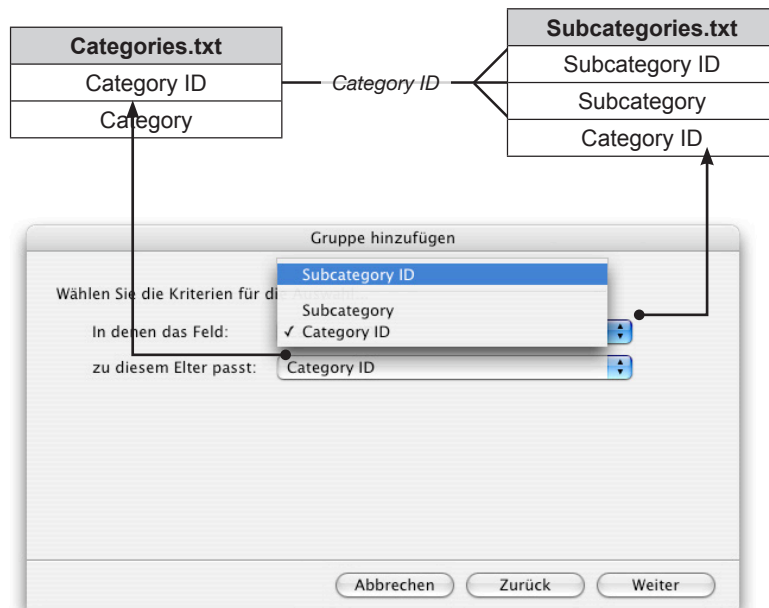 Categories.txt
Category ID
Category
Category ID
Subcategories.txt
Subcategory ID
Subcategory
Category ID
Gruppe hinzufügen
Wählen Sie die Kriterien für die Auswahl...
Subcategory ID
Subcategory
In denen das Feld: ✓ Category ID
zu diesem Elter passt: Category ID
Abbrechen Zurück Weiter